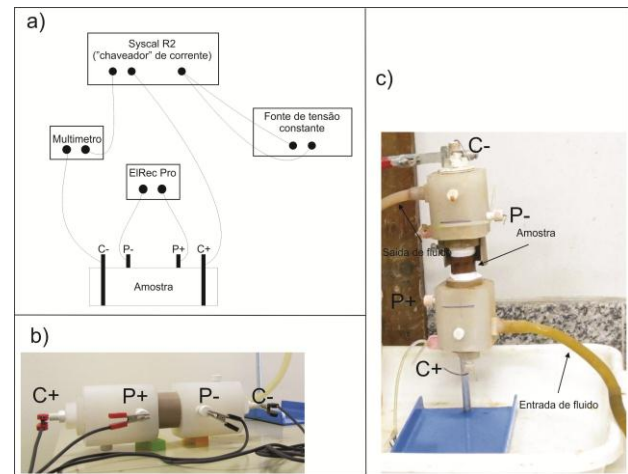 a)
Syscal R2
("chaveador" de corrente)
Fonte de tensão
constante
Multimetro
ElRec Pro
C-
P-
P+
C+
Amostra
b)
C+
P+
P-
C-
c)
C-
P-
Amostra
Saída de fluido
P+
C+
Entrada de fluido